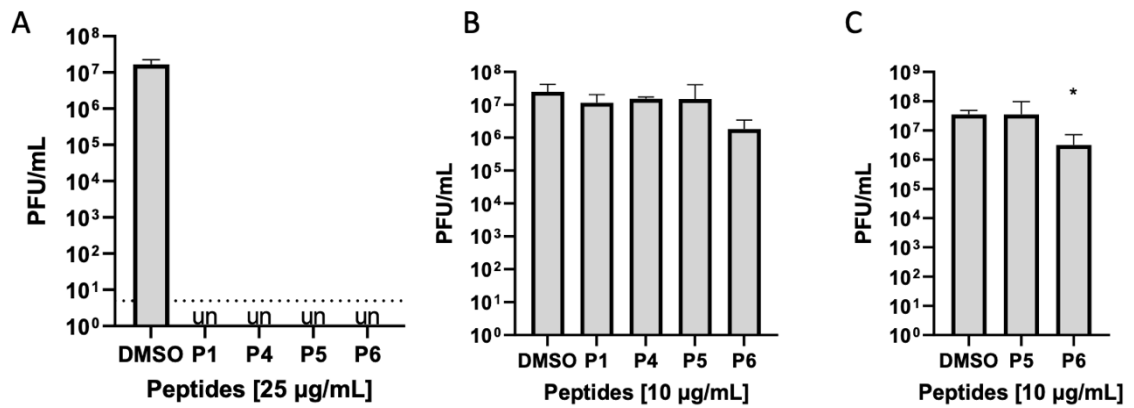 A
PFU/mL
10⁸
10⁷
10⁶
10⁵
10⁴
10³
10²
10¹
10⁰
un un un un
DMSO P1 P4 P5 P6
Peptides [25 µg/mL]
B
PFU/mL
10⁸
10⁷
10⁶
10⁵
10⁴
10³
10²
10¹
10⁰
DMSO P1 P4 P5 P6
Peptides [10 µg/mL]
C
PFU/mL
10⁹
10⁸
10⁷
10⁶
10⁵
10⁴
10³
10²
10¹
10⁰
*
DMSO P5 P6
Peptides [10 µg/mL]